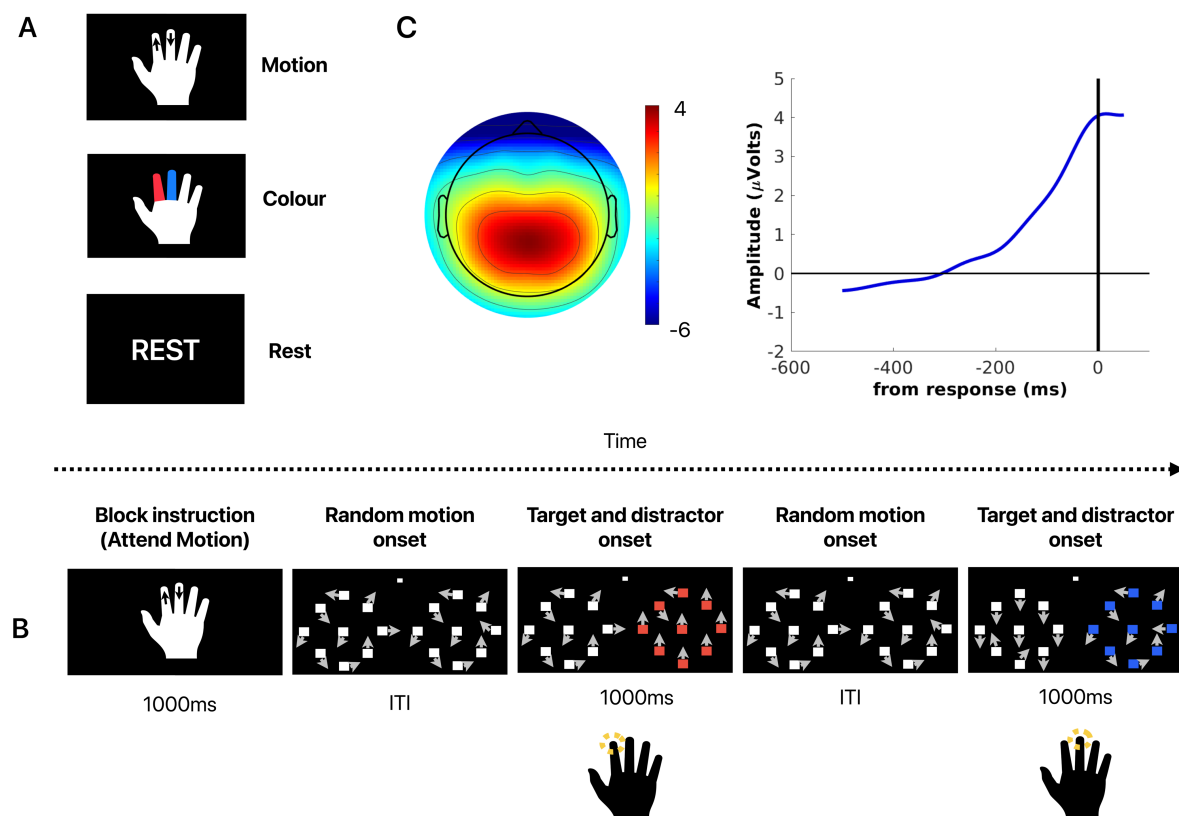 A
Motion
Colour
REST
Rest
C
4
-6
Amplitude (μVolts)
5
4
3
2
1
0
-1
-2
-600
-400
-200
0
from response (ms)
Time
B
Block instruction
(Attend Motion)
Random motion
onset
Target and distractor
onset
Random motion
onset
Target and distractor
onset
1000ms
ITI
1000ms
ITI
1000ms